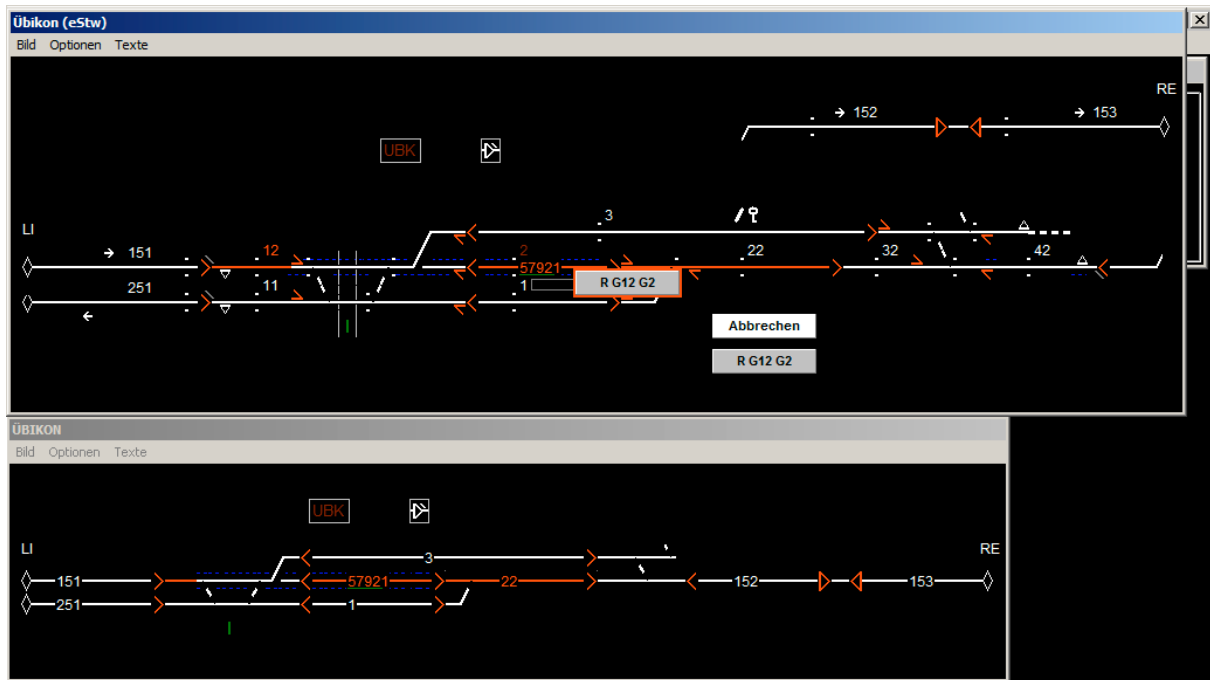 Übikon (eStw)
Bild Optionen Texte
RE
152 153
UBK
3
LI
151 12 2 22 32 42
57921
251 11 1 R G12 G2
Abbrechen
R G12 G2
ÜBIKON
Bild Optionen Texte
UBK
LI RE
3
151 57921 22 152 153
251 1